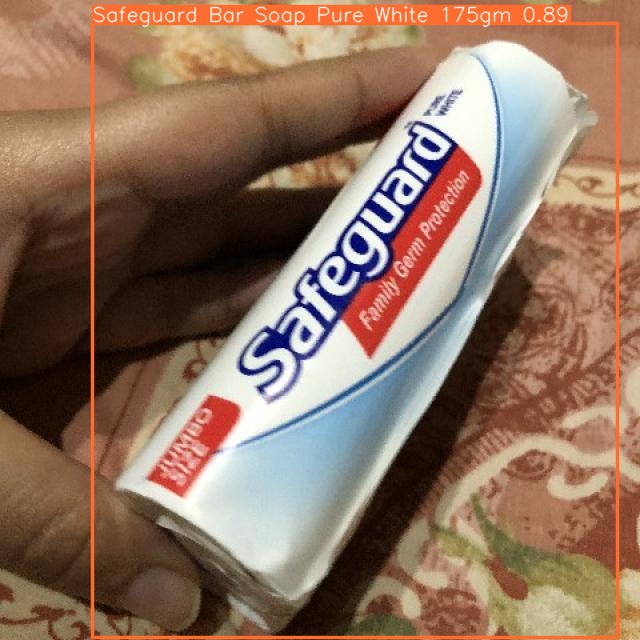 Safeguard Bar Soap Pure White 175gm 0.89
PURE
WHITE
Safeguard
Family Germ Protection
JUMBO
SIZE